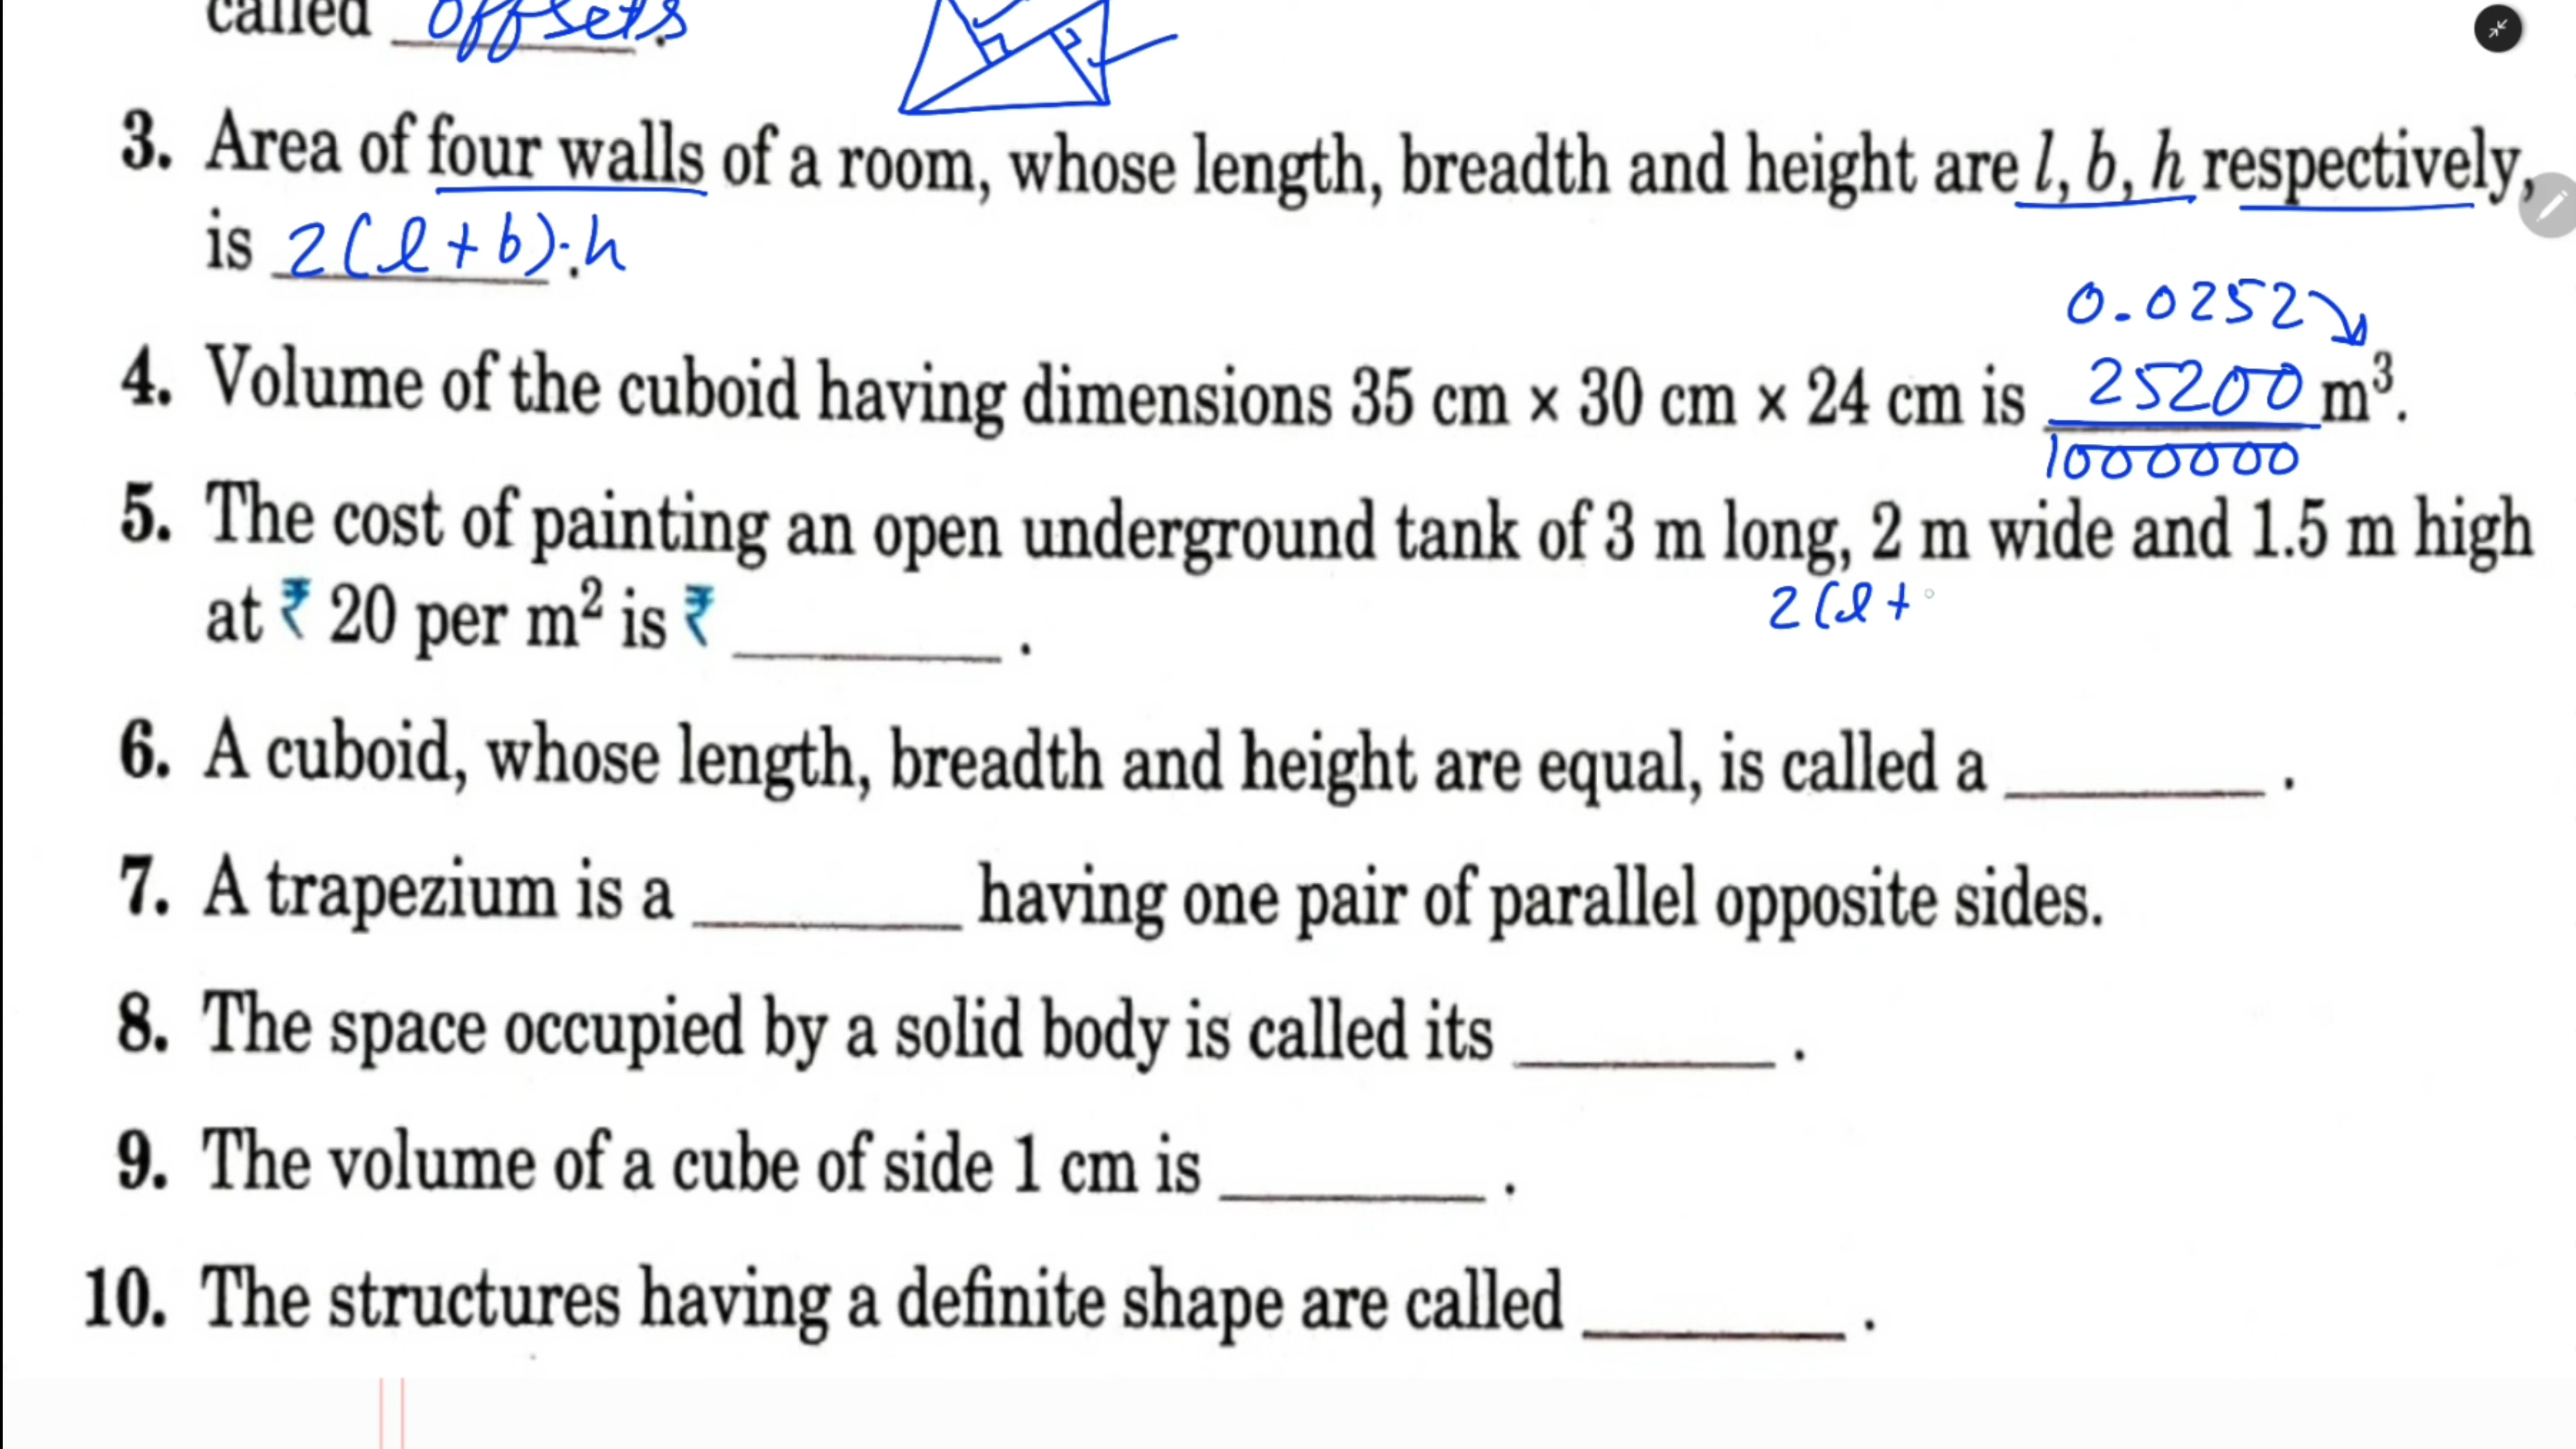 called offsets .
3. Area of four walls of a room, whose length, breadth and height are l, b, h respectively,
is 2(l+b).h
0.0252
4. Volume of the cuboid having dimensions 35 cm × 30 cm × 24 cm is 25200 m³.
1000000
5. The cost of painting an open underground tank of 3 m long, 2 m wide and 1.5 m high
2(l+
at ₹ 20 per m² is ₹ ________ .
6. A cuboid, whose length, breadth and height are equal, is called a ________ .
7. A trapezium is a ________ having one pair of parallel opposite sides.
8. The space occupied by a solid body is called its ________ .
9. The volume of a cube of side 1 cm is ________ .
10. The structures having a definite shape are called ________ .